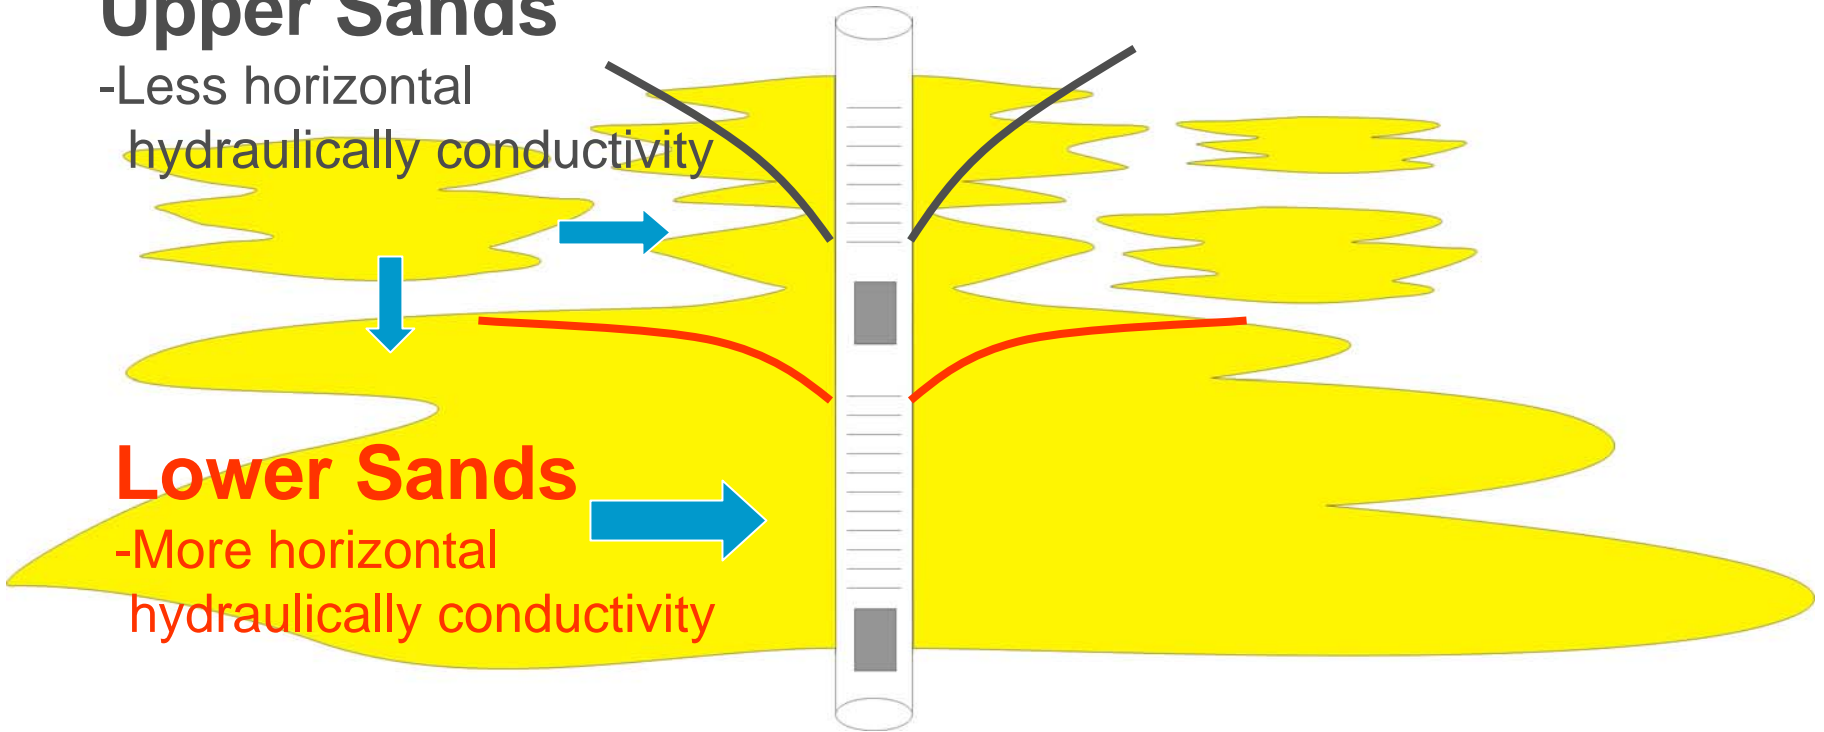 Upper Sands
-Less horizontal
hydraulically conductivity
Lower Sands
-More horizontal
hydraulically conductivity